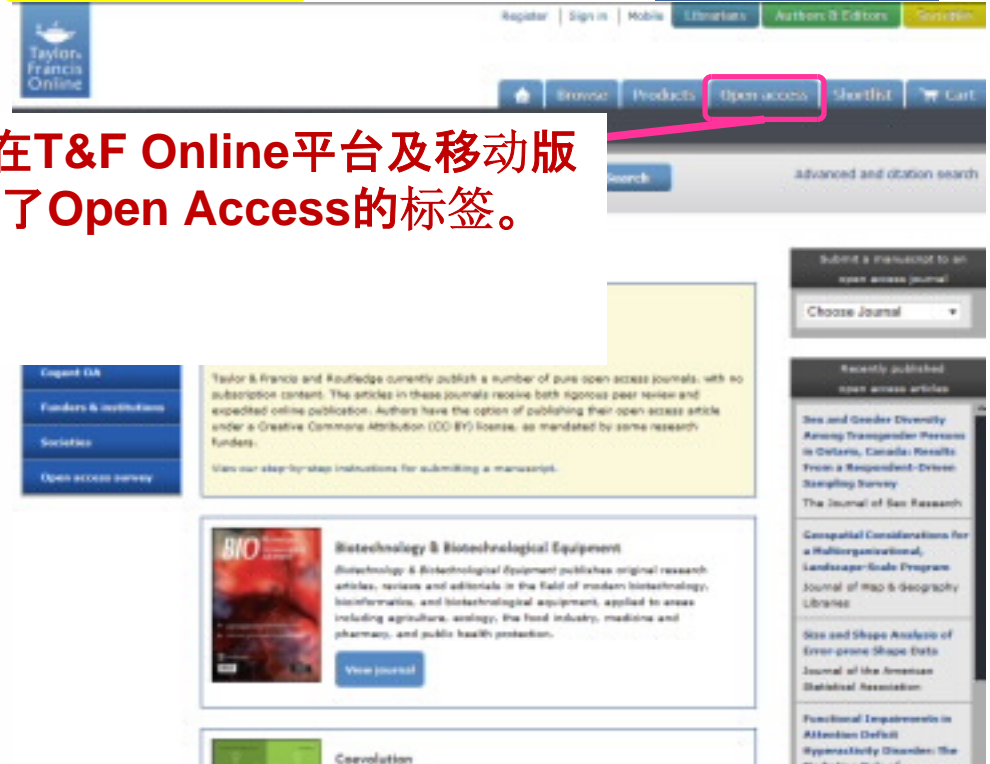 Register | Sign in | Mobile Librarians Authors & Editors Societies
Taylor &
Francis
Online
Browse Products Open access Shortlist Cart
在T&F Online平台及移动版
了Open Access的标签。
Search
Advanced and citation search
Submit a manuscript to an
open access journal
Choose Journal
Cogent OA
Funders & institutions
Societies
Open access survey
Taylor & Francis and Routledge currently publish a number of pure open access journals, with no
subscription content. The articles in these journals receive both rigorous peer review and
expedited online publication. Authors have the option of publishing their open access article
under a Creative Commons Attribution (CC BY) license, as mandated by some research
funders.
View our step-by-step instructions for submitting a manuscript.
BIO
Biotechnology & Biotechnological Equipment
Biotechnology & Biotechnological Equipment publishes original research
articles, reviews and editorials in the field of modern biotechnology,
bioinformatics, and biotechnological equipment, applied to areas
including agriculture, ecology, the food industry, medicine and
pharmacy, and public health protection.
View journal
Coevolution
Recently published
open access articles
Sex and Gender Diversity
Among Transgender Persons
in Ontario, Canada: Results
From a Respondent-Driven
Sampling Survey
The Journal of Sex Research
Geospatial Considerations for
a Multiorganizational,
Landscape-Scale Program
Journal of Map & Geography
Libraries
Size and Shape Analysis of
Error-prone Shape Data
Journal of the American
Statistical Association
Functional Impairments in
Attention Deficit
Hyperactivity Disorder: The